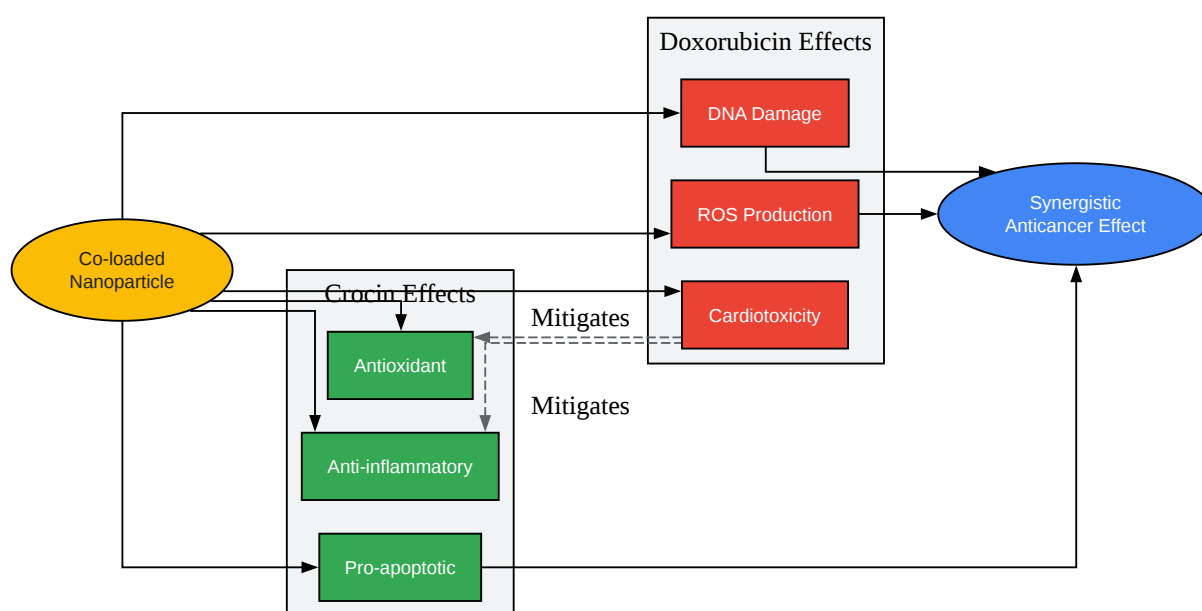 Doxorubicin Effects
DNA Damage
ROS Production
Synergistic
Anticancer Effect
Co-loaded
Nanoparticle
Crocin Effects
Cardiotoxicity
Mitigates
Antioxidant
Mitigates
Anti-inflammatory
Pro-apoptotic